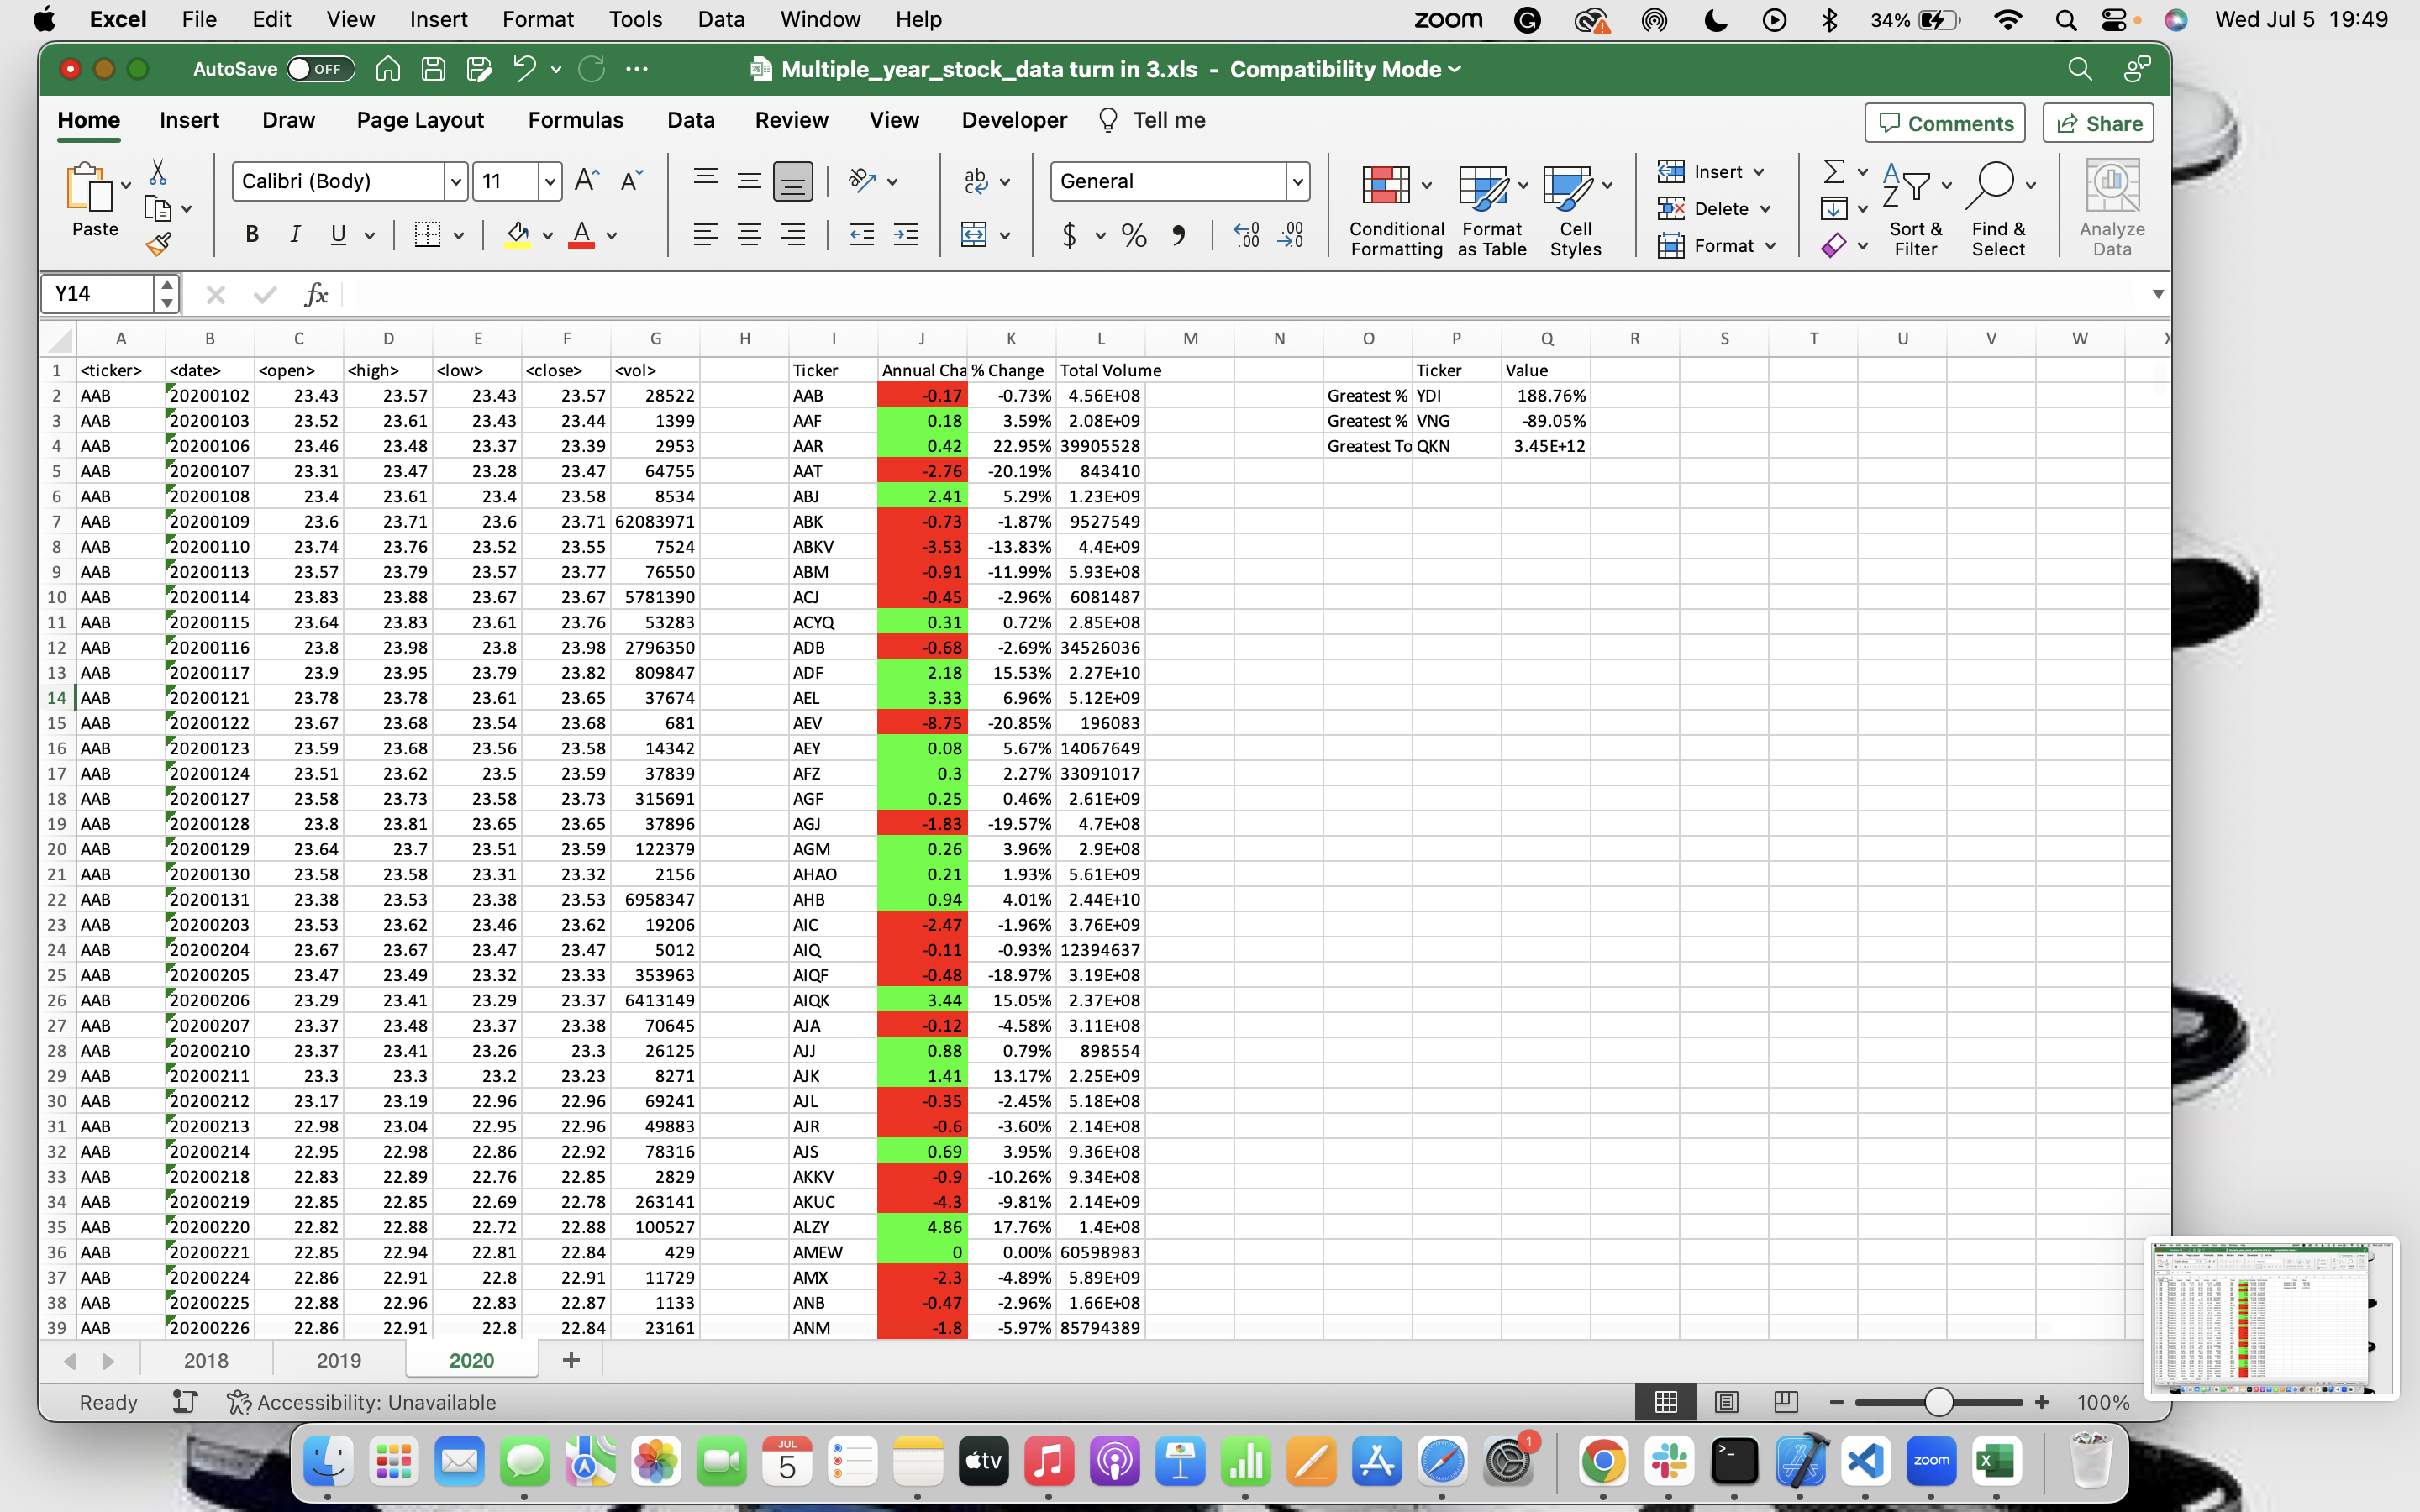 Excel File Edit View Insert Format Tools Data Window Help zoom 34% Wed Jul 5 19:49
AutoSave OFF Multiple_year_stock_data turn in 3.xls - Compatibility Mode
Home Insert Draw Page Layout Formulas Data Review View Developer Tell me Comments Share
Paste Calibri (Body) 11 General Conditional Formatting Format as Table Cell Styles Insert Delete Format Sort & Filter Find & Select Analyze Data
Y14 fx
A B C D E F G H I J K L M N O P Q R S T U V W
1 <ticker> <date> <open> <high> <low> <close> <vol> Ticker Annual Cha % Change Total Volume Ticker Value
2 AAB 20200102 23.43 23.57 23.43 23.57 28522 AAB -0.17 -0.73% 4.56E+08 Greatest % YDI 188.76%
3 AAB 20200103 23.52 23.61 23.43 23.44 1399 AAF 0.18 3.59% 2.08E+09 Greatest % VNG -89.05%
4 AAB 20200106 23.46 23.48 23.37 23.39 2953 AAR 0.42 22.95% 39905528 Greatest To QKN 3.45E+12
5 AAB 20200107 23.31 23.47 23.28 23.47 64755 AAT -2.76 -20.19% 843410
6 AAB 20200108 23.4 23.61 23.4 23.58 8534 ABJ 2.41 5.29% 1.23E+09
7 AAB 20200109 23.6 23.71 23.6 23.71 62083971 ABK -0.73 -1.87% 9527549
8 AAB 20200110 23.74 23.76 23.52 23.55 7524 ABKV -3.53 -13.83% 4.4E+09
9 AAB 20200113 23.57 23.79 23.57 23.77 76550 ABM -0.91 -11.99% 5.93E+08
10 AAB 20200114 23.83 23.88 23.67 23.67 5781390 ACJ -0.45 -2.96% 6081487
11 AAB 20200115 23.64 23.83 23.61 23.76 53283 ACYQ 0.31 0.72% 2.85E+08
12 AAB 20200116 23.8 23.98 23.8 23.98 2796350 ADB -0.68 -2.69% 34526036
13 AAB 20200117 23.9 23.95 23.79 23.82 809847 ADF 2.18 15.53% 2.27E+10
14 AAB 20200121 23.78 23.78 23.61 23.65 37674 AEL 3.33 6.96% 5.12E+09
15 AAB 20200122 23.67 23.68 23.54 23.68 681 AEV -8.75 -20.85% 196083
16 AAB 20200123 23.59 23.68 23.56 23.58 14342 AEY 0.08 5.67% 14067649
17 AAB 20200124 23.51 23.62 23.5 23.59 37839 AFZ 0.3 2.27% 33091017
18 AAB 20200127 23.58 23.73 23.58 23.73 315691 AGF 0.25 0.46% 2.61E+09
19 AAB 20200128 23.8 23.81 23.65 23.65 37896 AGJ -1.83 -19.57% 4.7E+08
20 AAB 20200129 23.64 23.7 23.51 23.59 122379 AGM 0.26 3.96% 2.9E+08
21 AAB 20200130 23.58 23.58 23.31 23.32 2156 AHAO 0.21 1.93% 5.61E+09
22 AAB 20200131 23.38 23.53 23.38 23.53 6958347 AHB 0.94 4.01% 2.44E+10
23 AAB 20200203 23.53 23.62 23.46 23.62 19206 AIC -2.47 -1.96% 3.76E+09
24 AAB 20200204 23.67 23.67 23.47 23.47 5012 AIQ -0.11 -0.93% 12394637
25 AAB 20200205 23.47 23.49 23.32 23.33 353963 AIQF -0.48 -18.97% 3.19E+08
26 AAB 20200206 23.29 23.41 23.29 23.37 6413149 AIQK 3.44 15.05% 2.37E+08
27 AAB 20200207 23.37 23.48 23.37 23.38 70645 AJA -0.12 -4.58% 3.11E+08
28 AAB 20200210 23.37 23.41 23.26 23.3 26125 AJJ 0.88 0.79% 898554
29 AAB 20200211 23.3 23.3 23.2 23.23 8271 AJK 1.41 13.17% 2.25E+09
30 AAB 20200212 23.17 23.19 22.96 22.96 69241 AJL -0.35 -2.45% 5.18E+08
31 AAB 20200213 22.98 23.04 22.95 22.96 49883 AJR -0.6 -3.60% 2.14E+08
32 AAB 20200214 22.95 22.98 22.86 22.92 78316 AJS 0.69 3.95% 9.36E+08
33 AAB 20200218 22.83 22.89 22.76 22.85 2829 AKKV -0.9 -10.26% 9.34E+08
34 AAB 20200219 22.85 22.85 22.69 22.78 263141 AKUC -4.3 -9.81% 2.14E+09
35 AAB 20200220 22.82 22.88 22.72 22.88 100527 ALZY 4.86 17.76% 1.4E+08
36 AAB 20200221 22.85 22.94 22.81 22.84 429 AMEW 0 0.00% 60598983
37 AAB 20200224 22.86 22.91 22.8 22.91 11729 AMX -2.3 -4.89% 5.89E+09
38 AAB 20200225 22.88 22.96 22.83 22.87 1133 ANB -0.47 -2.96% 1.66E+08
39 AAB 20200226 22.86 22.91 22.8 22.84 23161 ANM -1.8 -5.97% 85794389
2018 2019 2020 +
Ready Accessibility: Unavailable 100%
JUL 5 tv 1 zoom X